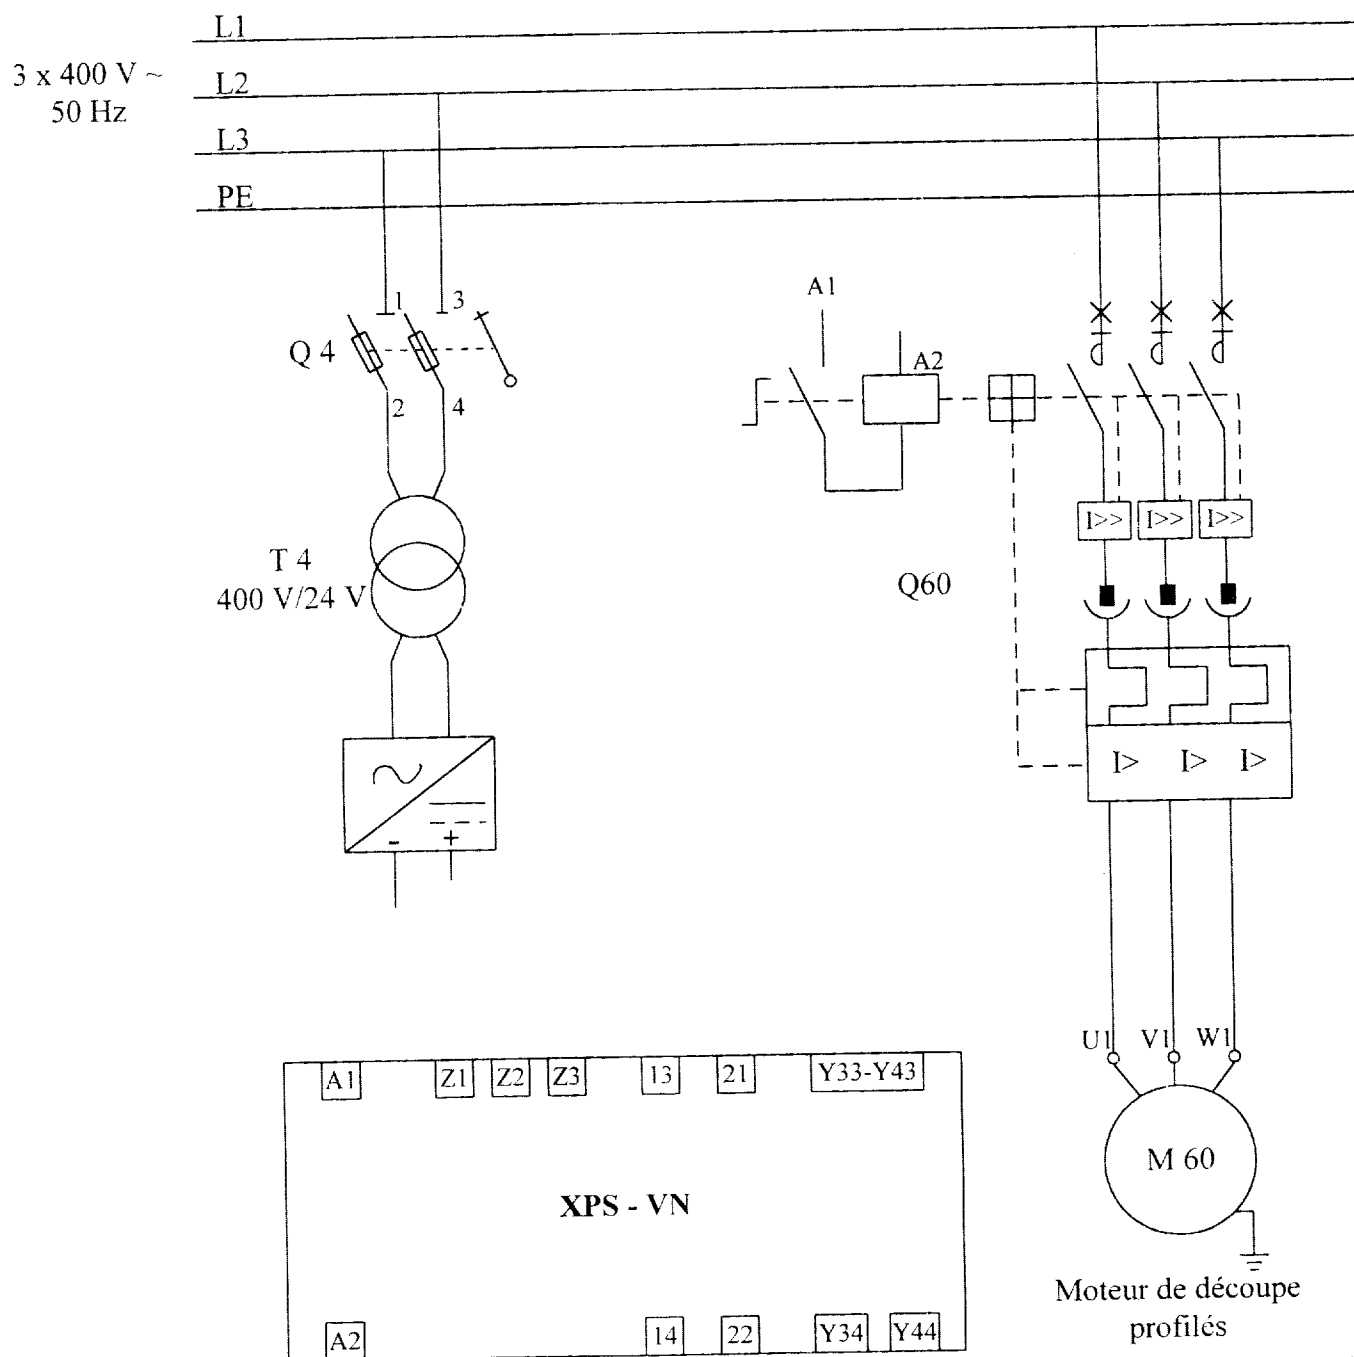 L1
3 x 400 V ~
50 Hz
L2
L3
PE
A1
1
3
Q 4
A2
2
4
I>> I>> I>>
T 4
400 V/24 V
Q60
I> I> I>
- +
U1 V1 W1
A1 Z1 Z2 Z3 13 21 Y33-Y43
M 60
XPS - VN
Moteur de découpe
profilés
A2 14 22 Y34 Y44